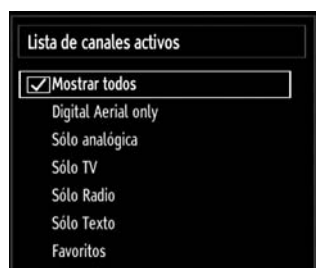 Lista de canales activos
Mostrar todos
Digital Aerial only
Sólo analógica
Sólo TV
Sólo Radio
Sólo Texto
Favoritos